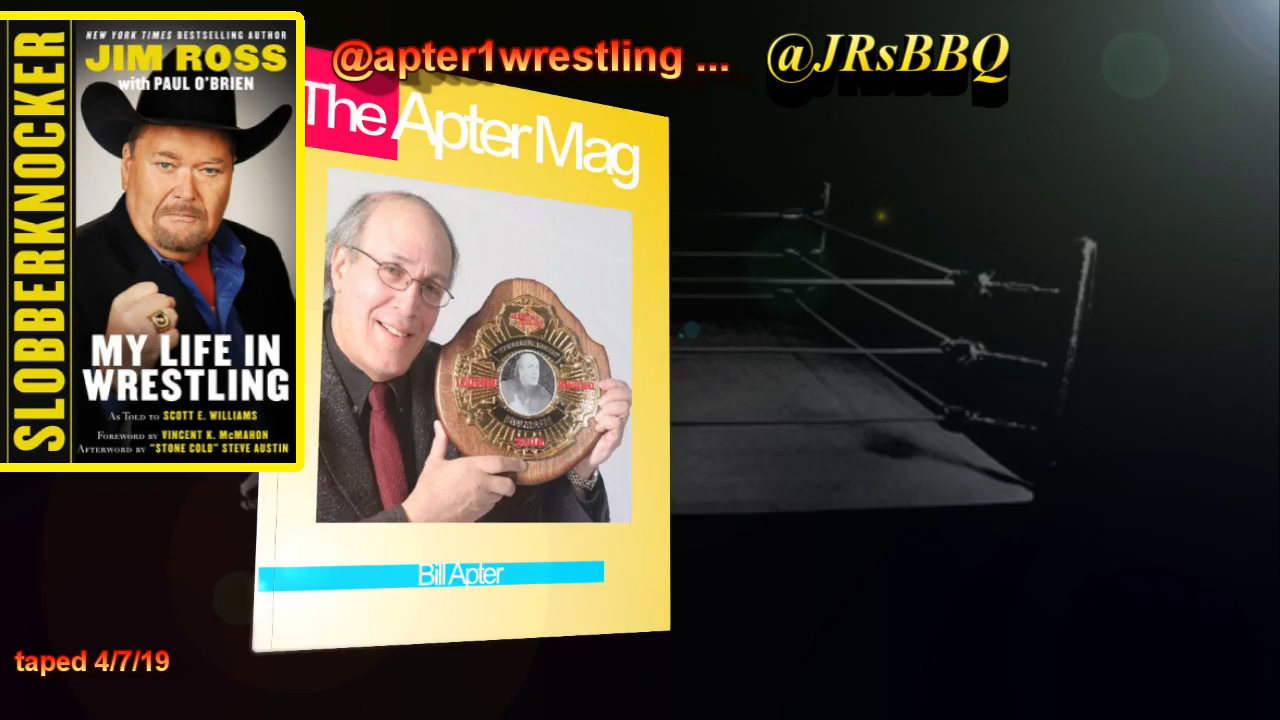 SLOBBERKNOCKER
NEW YORK TIMES BESTSELLING AUTHOR
JIM ROSS
with PAUL O'BRIEN
MY LIFE IN
WRESTLING
AS TOLD TO SCOTT E. WILLIAMS
FOREWORD BY VINCENT K. McMAHON
AFTERWORD BY "STONE COLD" STEVE AUSTIN
@apter1wrestling ...
@JRsBBQ
The Apter Mag
Bill Apter
taped 4/7/19